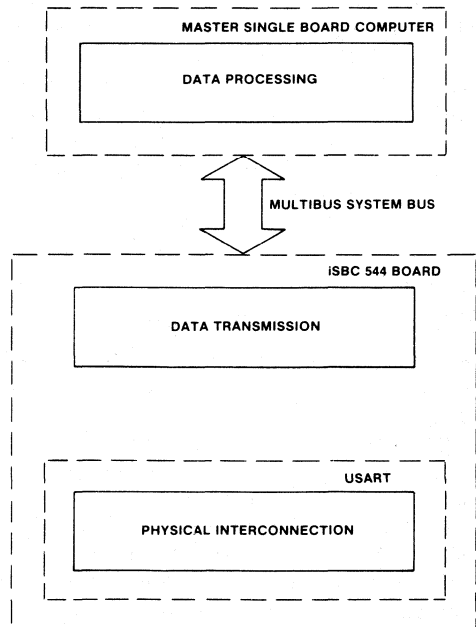 MASTER SINGLE BOARD COMPUTER
DATA PROCESSING
MULTIBUS SYSTEM BUS
iSBC 544 BOARD
DATA TRANSMISSION
USART
PHYSICAL INTERCONNECTION